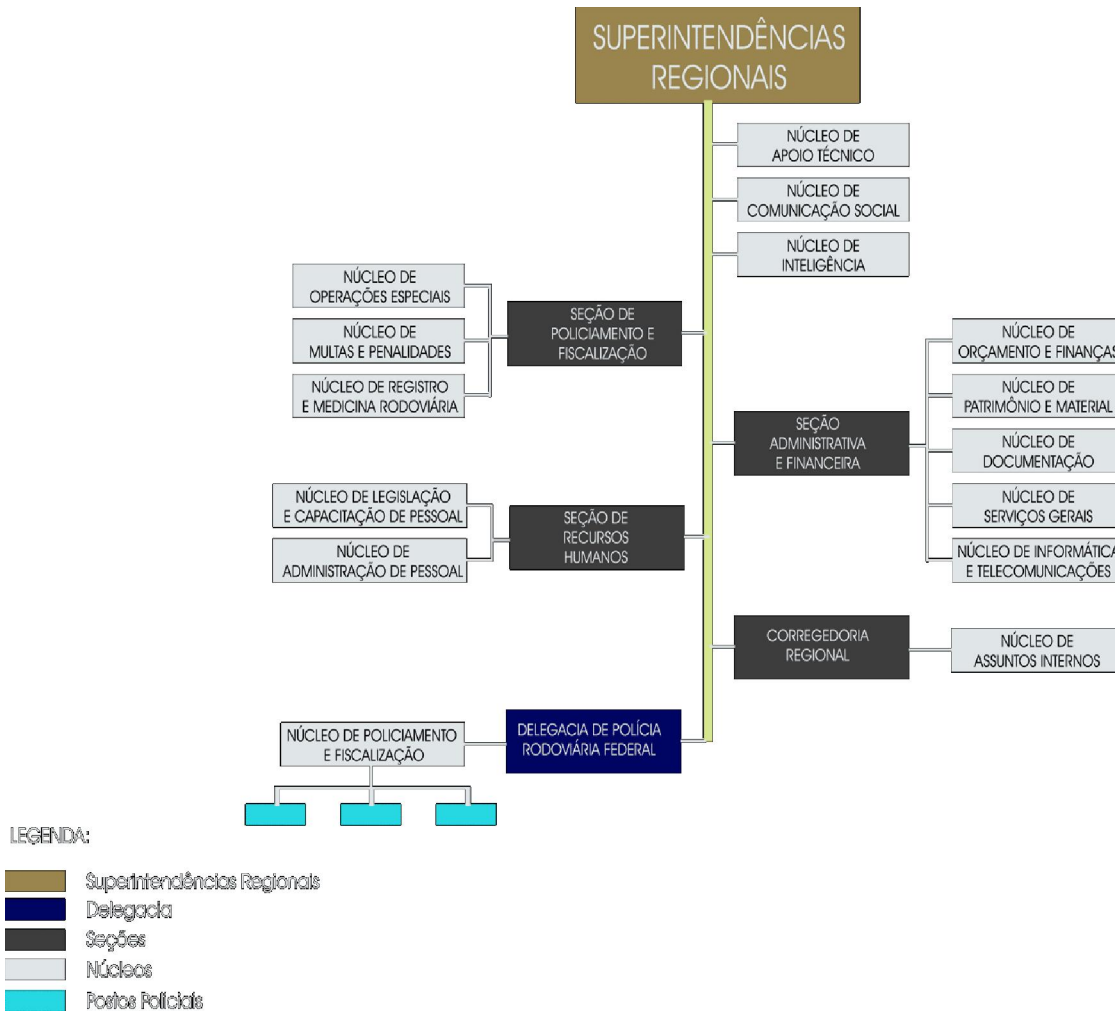 SUPERINTENDÊNCIAS
REGIONAIS
NÚCLEO DE
APOIO TÉCNICO
NÚCLEO DE
COMUNICAÇÃO SOCIAL
NÚCLEO DE
INTELIGÊNCIA
NÚCLEO DE
OPERAÇÕES ESPECIAIS
NÚCLEO DE
MULTAS E PENALIDADES
NÚCLEO DE REGISTRO
E MEDICINA RODOVIÁRIA
SEÇÃO DE
POLICIAMENTO E
FISCALIZAÇÃO
NÚCLEO DE
ORÇAMENTO E FINANÇAS
NÚCLEO DE
PATRIMÔNIO E MATERIAL
NÚCLEO DE
DOCUMENTAÇÃO
NÚCLEO DE
SERVIÇOS GERAIS
NÚCLEO DE INFORMÁTICA
E TELECOMUNICAÇÕES
SEÇÃO
ADMINISTRATIVA
E FINANCEIRA
NÚCLEO DE LEGISLAÇÃO
E CAPACITAÇÃO DE PESSOAL
NÚCLEO DE
ADMINISTRAÇÃO DE PESSOAL
SEÇÃO DE
RECURSOS
HUMANOS
CORREGEDORIA
REGIONAL
NÚCLEO DE
ASSUNTOS INTERNOS
NÚCLEO DE POLICIAMENTO
E FISCALIZAÇÃO
DELEGACIA DE POLÍCIA
RODOVIÁRIA FEDERAL
LEGENDA:
Superintendências Regionais
Delegacia
Seções
Núcleos
Postos Policiais